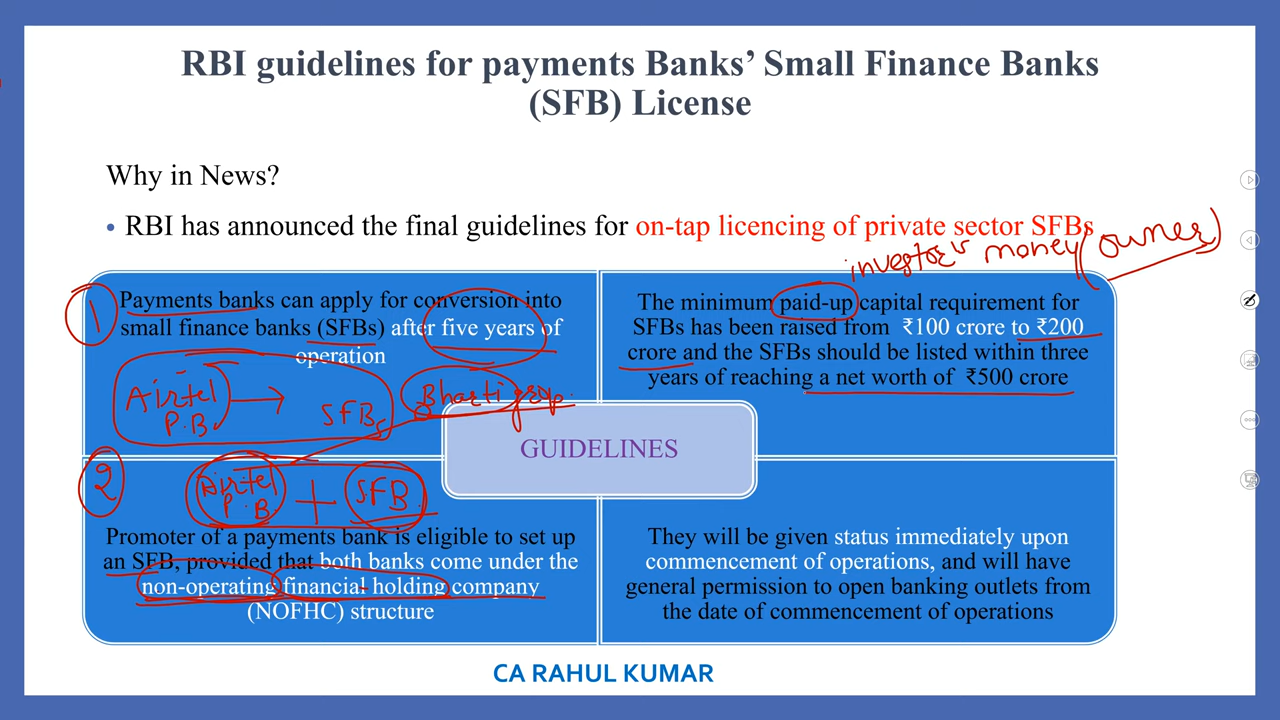 RBI guidelines for payments Banks’ Small Finance Banks
(SFB) License
Why in News?
• RBI has announced the final guidelines for on-tap licencing of private sector SFBs
investors money (owner)
1
Payments banks can apply for conversion into
small finance banks (SFBs) after five years of
operation
Airtel P.B. → SFBs
Bharti group.
The minimum paid-up capital requirement for
SFBs has been raised from ₹100 crore to ₹200
crore and the SFBs should be listed within three
years of reaching a net worth of ₹500 crore
GUIDELINES
2
Airtel P.B. + SFB
Promoter of a payments bank is eligible to set up
an SFB, provided that both banks come under the
non-operating financial holding company
(NOFHC) structure
They will be given status immediately upon
commencement of operations, and will have
general permission to open banking outlets from
the date of commencement of operations
CA RAHUL KUMAR